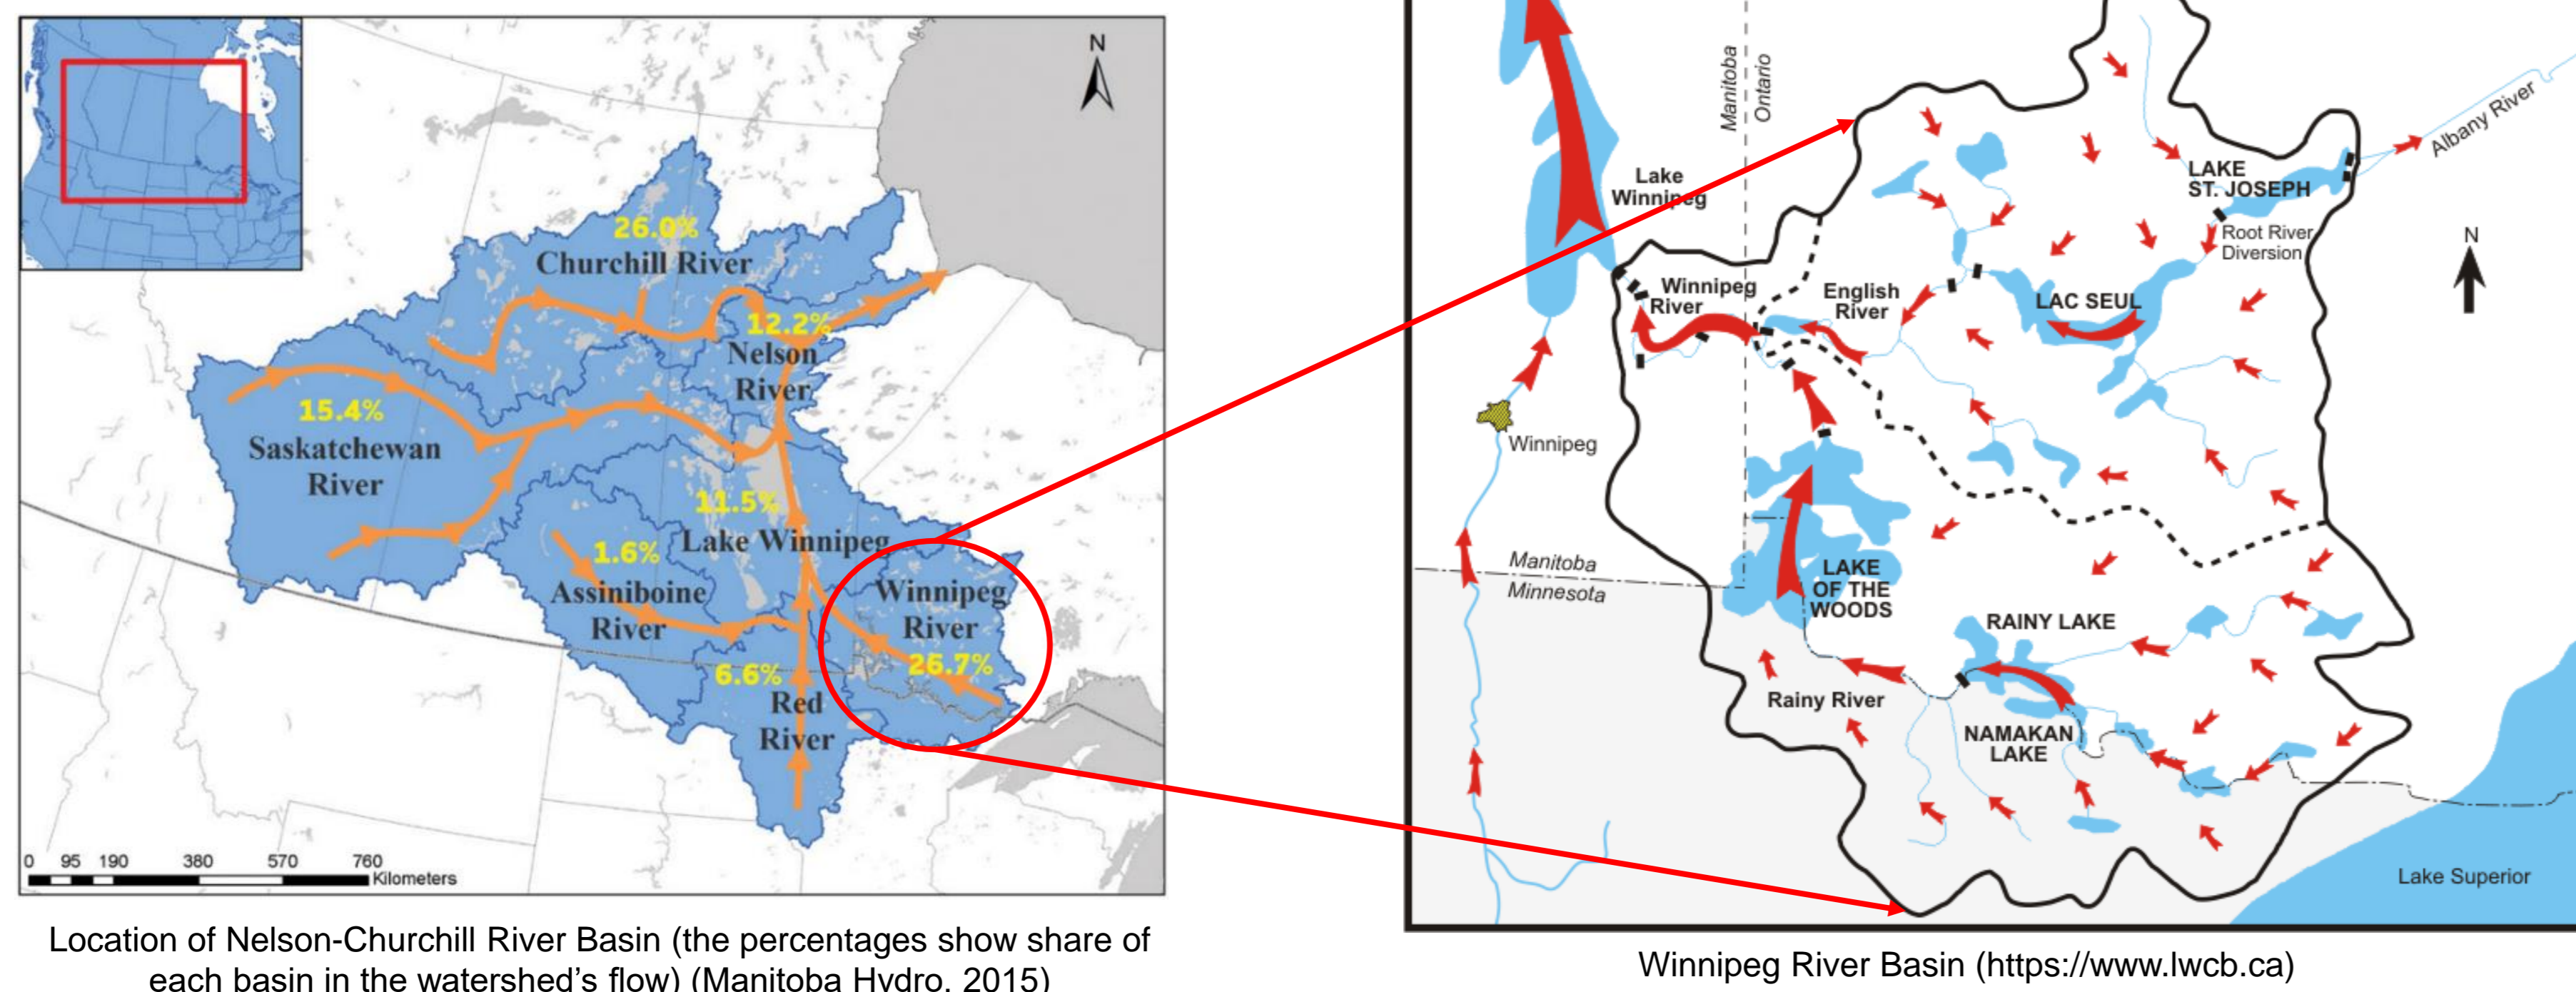 N
26.0%
Churchill River
12.2%
Nelson
River
15.4%
Saskatchewan
River
11.5%
Lake Winnipeg
1.6%
Assiniboine
River
Winnipeg
River
26.7%
6.6%
Red
River
0 95 190 380 570 760
Kilometers
Location of Nelson-Churchill River Basin (the percentages show share of
each basin in the watershed's flow) (Manitoba Hydro, 2015)
Manitoba
Ontario
Albany River
Lake
Winnipeg
LAKE
ST. JOSEPH
Root River
Diversion
N
Winnipeg
River
English
River
LAC SEUL
Winnipeg
Manitoba
Minnesota
LAKE
OF THE
WOODS
RAINY LAKE
Rainy River
NAMAKAN
LAKE
Lake Superior
Winnipeg River Basin (https://www.lwcb.ca)